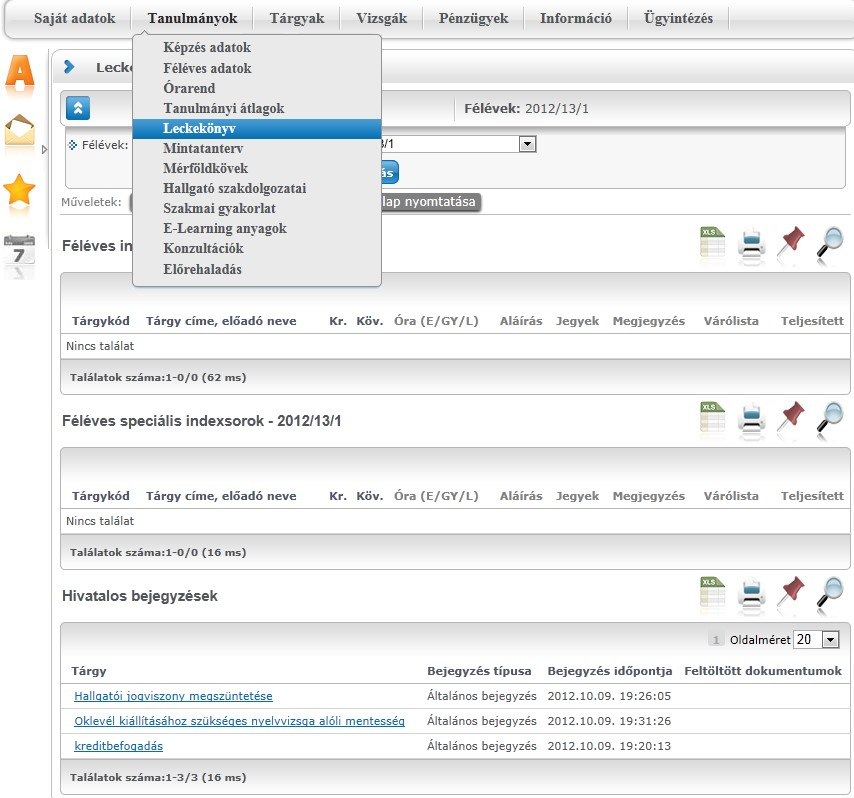 Saját adatok Tanulmányok Tárgyak Vizsgák Pénzügyek Információ Ügyintézés
Képzés adatok
Féléves adatok
Órarend
Tanulmányi átlagok
Leckekönyv
Mintatanterv
Mérföldkövek
Hallgató szakdolgozatai
Szakmai gyakorlat
E-Learning anyagok
Konzultációk
Előrehaladás
Félévek: 2012/13/1
Félévek: 3/1
Műveletek: lap nyomtatása
7
Féléves in
XLS
Tárgykód Tárgy címe, előadó neve Kr. Köv. Óra (E/GY/L) Aláírás Jegyek Megjegyzés Várólista Teljesített
Nincs találat
Találatok száma:1-0/0 (62 ms)
Féléves speciális indexsorok - 2012/13/1
XLS
Tárgykód Tárgy címe, előadó neve Kr. Köv. Óra (E/GY/L) Aláírás Jegyek Megjegyzés Várólista Teljesített
Nincs találat
Találatok száma:1-0/0 (16 ms)
Hivatalos bejegyzések
XLS
1 Oldalméret 20
Tárgy Bejegyzés típusa Bejegyzés időpontja Feltöltött dokumentumok
Hallgatói jogviszony megszüntetése Általános bejegyzés 2012.10.09. 19:26:05
Oklevél kiállításához szükséges nyelvvizsga alóli mentesség Általános bejegyzés 2012.10.09. 19:31:26
kreditbefogadás Általános bejegyzés 2012.10.09. 19:20:13
Találatok száma:1-3/3 (16 ms)